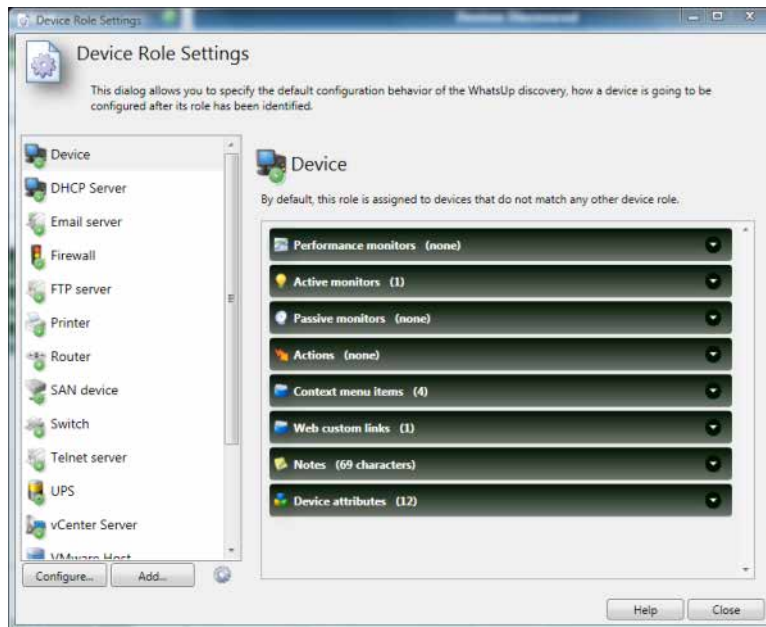 Device Role Settings
Device Role Settings
This dialog allows you to specify the default configuration behavior of the WhatsUp discovery, how a device is going to be
configured after its role has been identified.
Device
DHCP Server
Email server
Firewall
FTP server
Printer
Router
SAN device
Switch
Telnet server
UPS
vCenter Server
VMware Host
Configure...
Add...
Device
By default, this role is assigned to devices that do not match any other device role.
Performance monitors (none)
Active monitors (1)
Passive monitors (none)
Actions (none)
Context menu items (4)
Web custom links (1)
Notes (69 characters)
Device attributes (12)
Help
Close